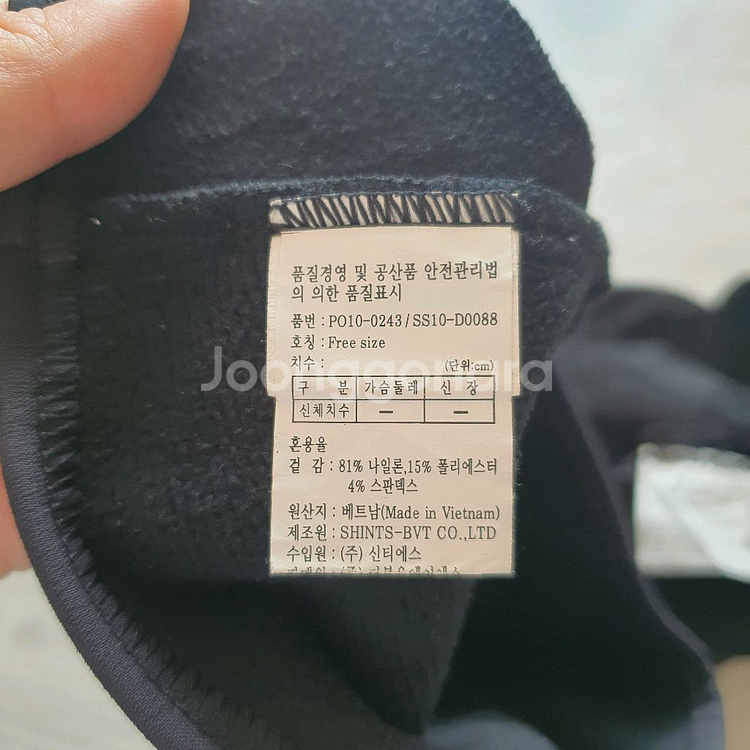 품질경영 및 공산품 안전관리법
의 의한 품질표시
품번 : PO10-0243 / SS10-D0088
호칭 : Free size
치수 : (단위:cm)
구 분 가슴둘레 신 장
신체치수 – –
Joonggonara
혼용율
겉 감 : 81% 나일론,15% 폴리에스터
4% 스판덱스
원산지 : 베트남(Made in Vietnam)
제조원 : SHINTS-BVT CO.,LTD
수입원 : (주) 신티에스